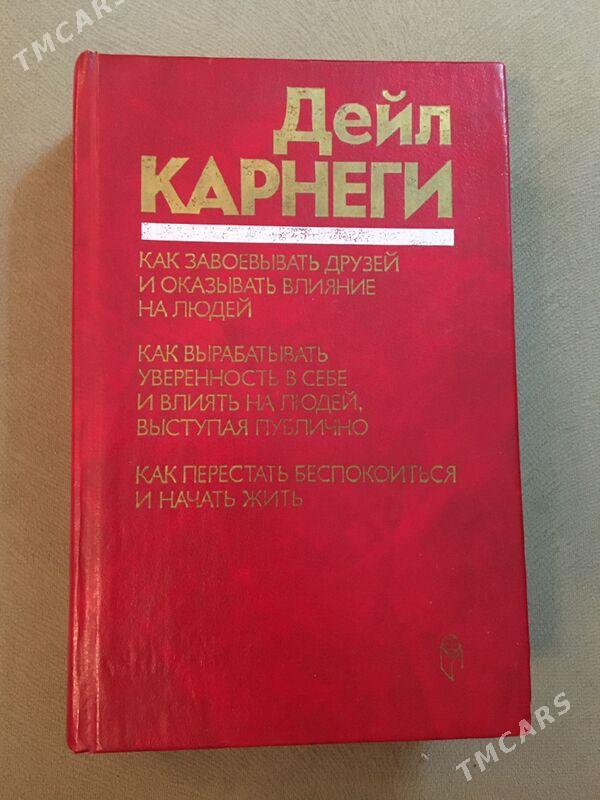 TMCARS
Дейл
КАРНЕГИ
КАК ЗАВОЕВЫВАТЬ ДРУЗЕЙ
И ОКАЗЫВАТЬ ВЛИЯНИЕ
НА ЛЮДЕЙ
КАК ВЫРАБАТЫВАТЬ
УВЕРЕННОСТЬ В СЕБЕ
И ВЛИЯТЬ НА ЛЮДЕЙ,
ВЫСТУПАЯ ПУБЛИЧНО
КАК ПЕРЕСТАТЬ БЕСПОКОИТЬСЯ
И НАЧАТЬ ЖИТЬ
TMCARS